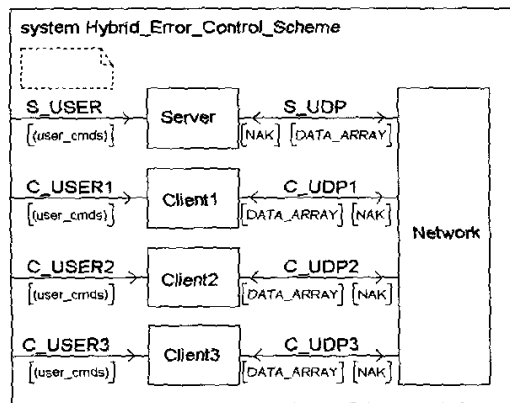 system Hybrid_Error_Control_Scheme
S_USER
[(user_cmds)]
Server
S_UDP
[NAK] [DATA_ARRAY]
C_USER1
[(user_cmds)]
Client1
C_UDP1
[DATA_ARRAY] [NAK]
Network
C_USER2
[(user_cmds)]
Client2
C_UDP2
[DATA_ARRAY] [NAK]
C_USER3
[(user_cmds)]
Client3
C_UDP3
[DATA_ARRAY] [NAK]